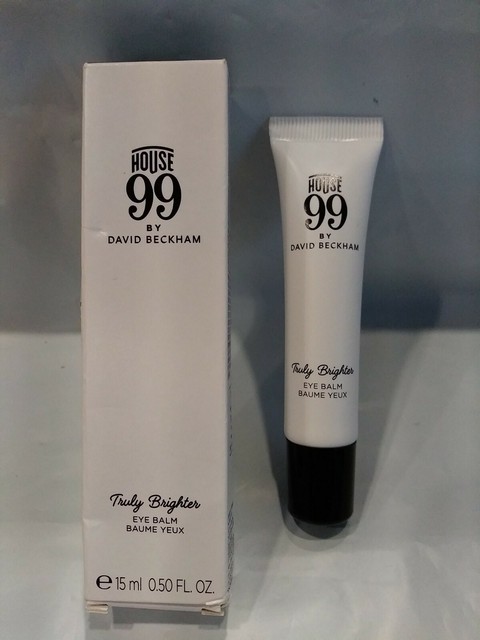 HOUSE
99
BY
DAVID BECKHAM
Truly Brighter
EYE BALM
BAUME YEUX
e 15 ml 0.50 FL. OZ.
HOUSE
99
BY
DAVID BECKHAM
Truly Brighter
EYE BALM
BAUME YEUX